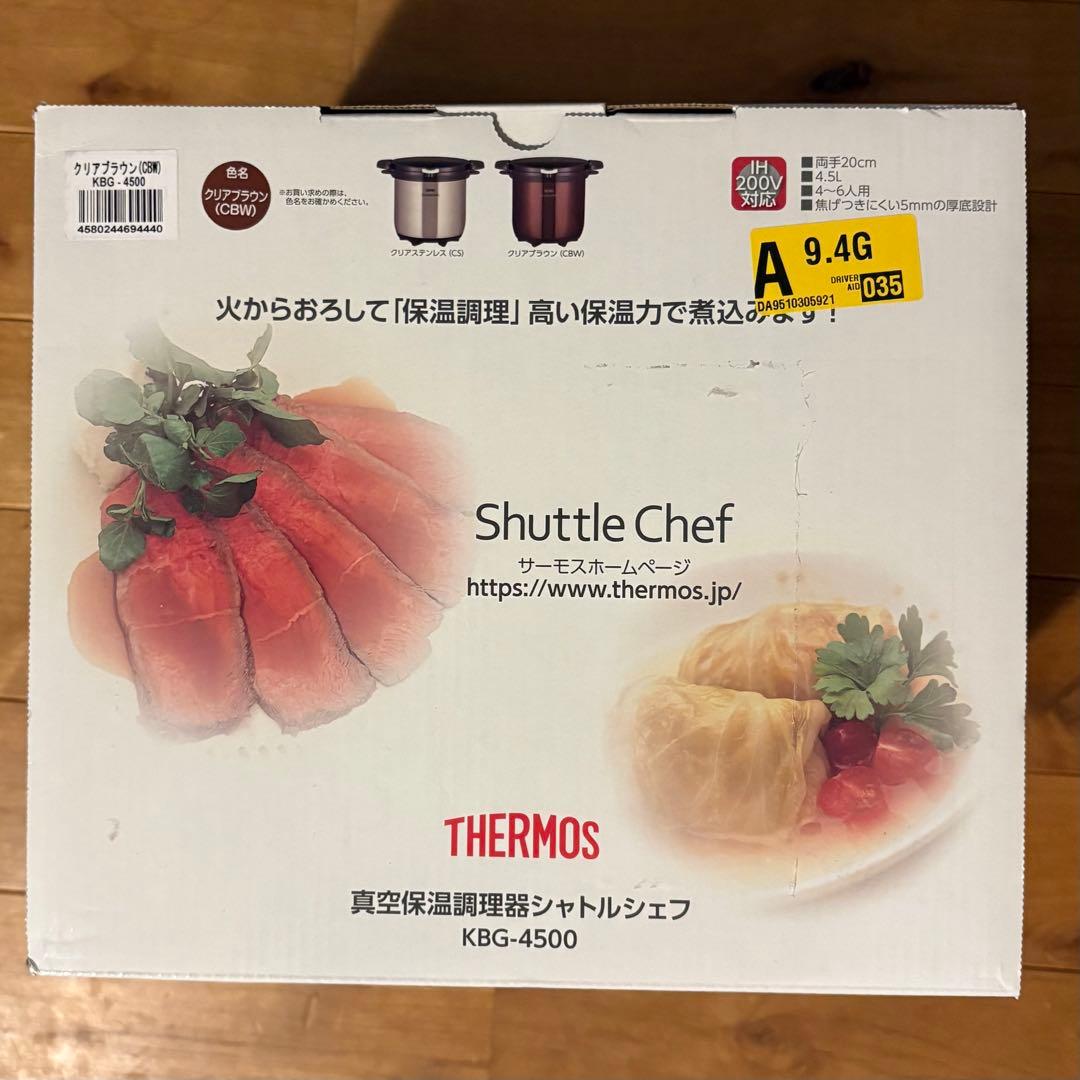 クリアブラウン(CBW)
KBG - 4500
4580244694440
色名
クリアブラウン
(CBW)
※お買い求めの際は、
色名をお確かめください。
クリアステンレス (CS)
クリアブラウン (CBW)
IH
200V
対応
両手20cm
4.5L
4〜6人用
焦げつきにくい5mmの厚底設計
A
9.4G
DRIVER
AID
035
DA9510305921
火からおろして「保温調理」高い保温力で煮込みます!
Shuttle Chef
サーモスホームページ
https://www.thermos.jp/
THERMOS
真空保温調理器シャトルシェフ
KBG-4500